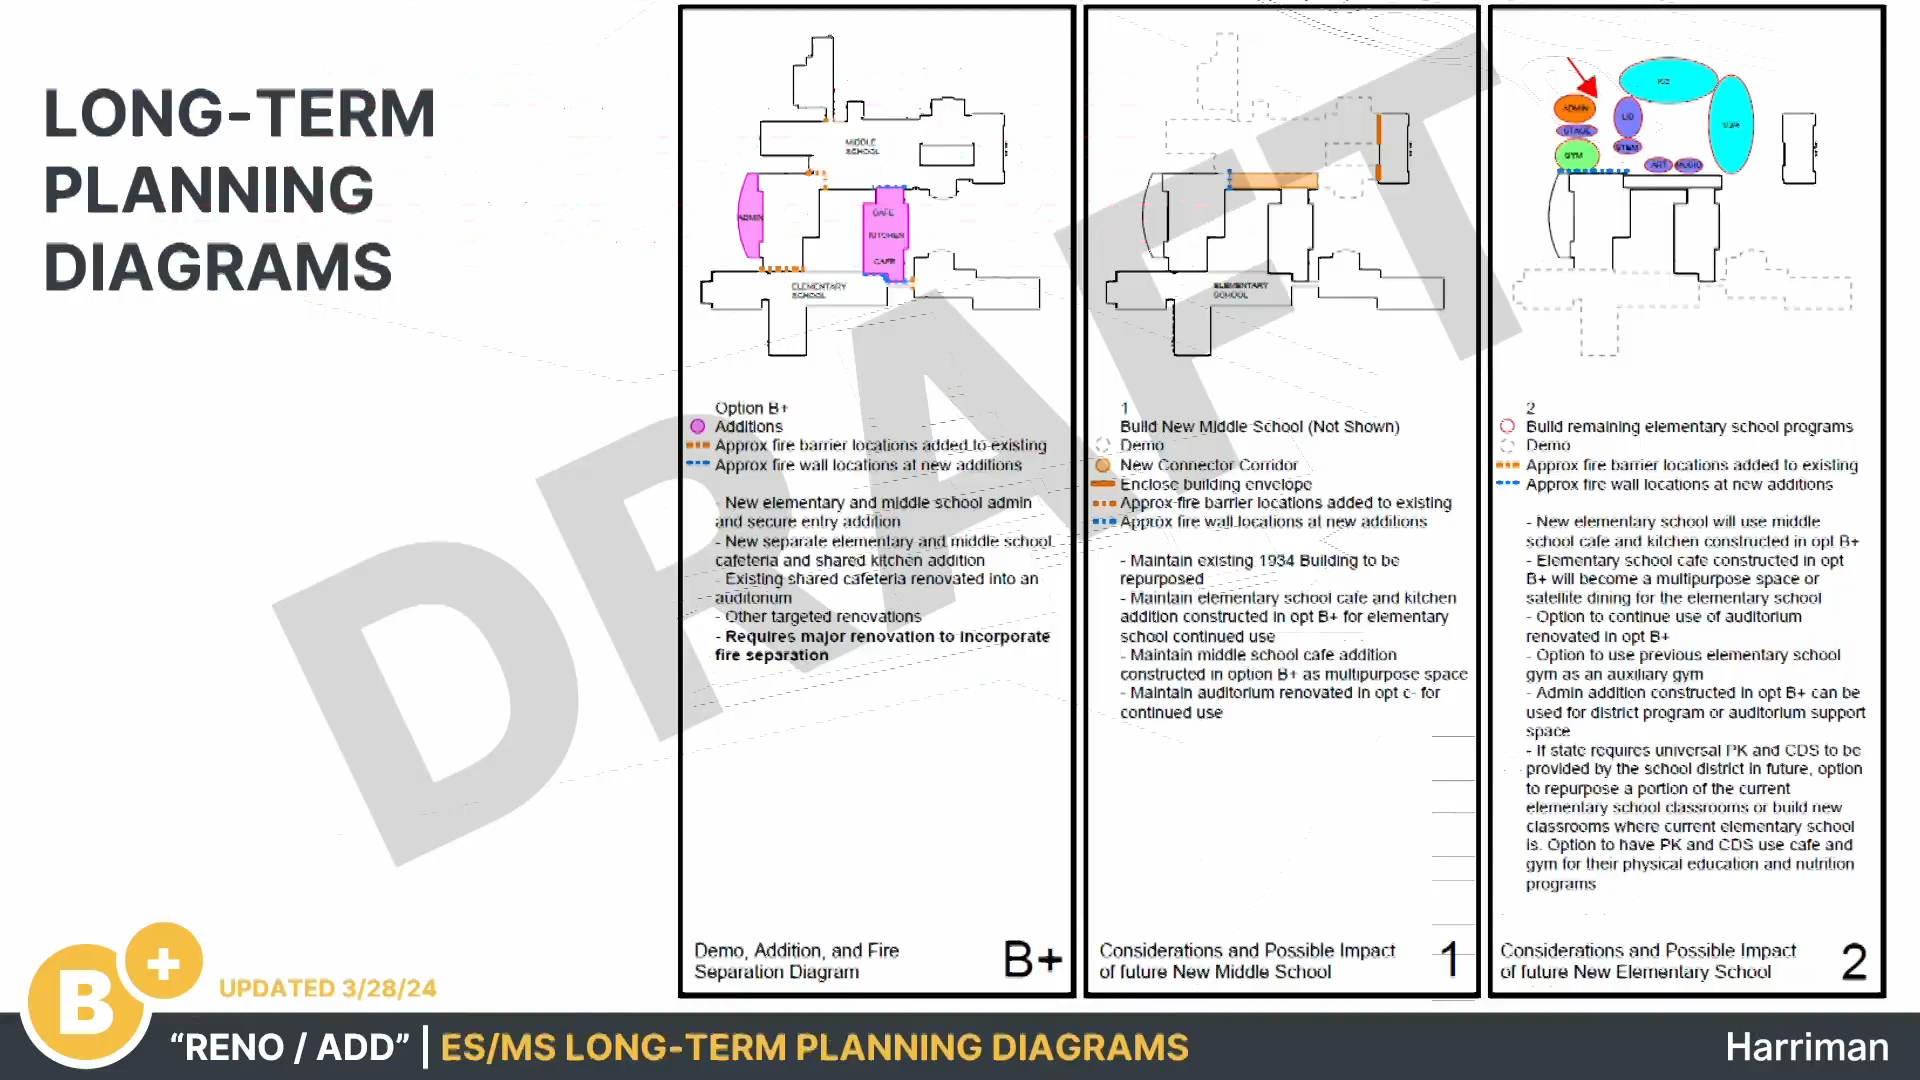 LONG-TERM
PLANNING
DIAGRAMS
DRAFT
MIDDLE
SCHOOL
ADMIN
CAFE
KITCHEN
CAFE
ELEMENTARY
SCHOOL
Option B+
Additions
Approx fire barrier locations added to existing
Approx fire wall locations at new additions
- New elementary and middle school admin
and secure entry addition
- New separate elementary and middle school
cafeteria and shared kitchen addition
- Existing shared cafeteria renovated into an
auditorium
- Other targeted renovations
- Requires major renovation to incorporate
fire separation
Demo, Addition, and Fire
Separation Diagram
B+
ELEMENTARY
SCHOOL
1
Build New Middle School (Not Shown)
Demo
New Connector Corridor
Enclose building envelope
Approx fire barrier locations added to existing
Approx fire wall locations at new additions
- Maintain existing 1934 Building to be
repurposed
- Maintain elementary school cafe and kitchen
addition constructed in opt B+ for elementary
school continued use
- Maintain middle school cafe addition
constructed in option B+ as multipurpose space
- Maintain auditorium renovated in opt c- for
continued use
Considerations and Possible Impact
of future New Middle School
1
ADMIN
STAGE
GYM
LIB
STEM
ART
MUSIC
2
Build remaining elementary school programs
Demo
Approx fire barrier locations added to existing
Approx fire wall locations at new additions
- New elementary school will use middle
school cafe and kitchen constructed in opt B+
- Elementary school cafe constructed in opt
B+ will become a multipurpose space or
satellite dining for the elementary school
- Option to continue use of auditorium
renovated in opt B+
- Option to use previous elementary school
gym as an auxiliary gym
- Admin addition constructed in opt B+ can be
used for district program or auditorium support
space
- If state requires universal PK and CDS to be
provided by the school district in future, option
to repurpose a portion of the current
elementary school classrooms or build new
classrooms where current elementary school
is. Option to have PK and CDS use cafe and
gym for their physical education and nutrition
programs
Considerations and Possible Impact
of future New Elementary School
2
B+
UPDATED 3/28/24
“RENO / ADD” | ES/MS LONG-TERM PLANNING DIAGRAMS
Harriman